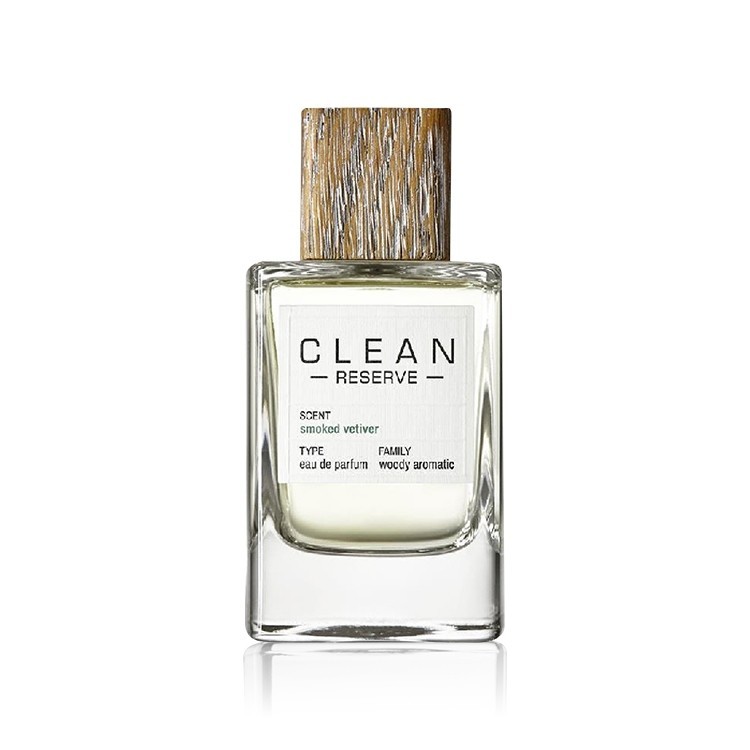 CLEAN
— RESERVE —
SCENT
smoked vetiver
TYPE FAMILY
eau de parfum woody aromatic